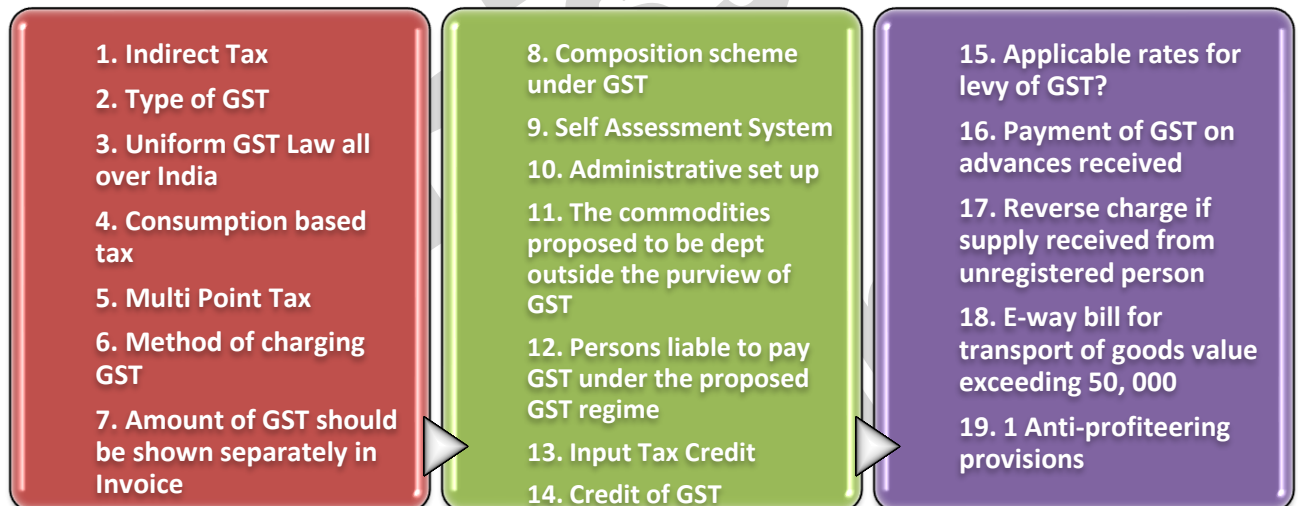 1. Indirect Tax
2. Type of GST
3. Uniform GST Law all
over India
4. Consumption based
tax
5. Multi Point Tax
6. Method of charging
GST
7. Amount of GST should
be shown separately in
Invoice
8. Composition scheme
under GST
9. Self Assessment System
10. Administrative set up
11. The commodities
proposed to be dept
outside the purview of
GST
12. Persons liable to pay
GST under the proposed
GST regime
13. Input Tax Credit
14. Credit of GST
15. Applicable rates for
levy of GST?
16. Payment of GST on
advances received
17. Reverse charge if
supply received from
unregistered person
18. E-way bill for
transport of goods value
exceeding 50, 000
19. 1 Anti-profiteering
provisions